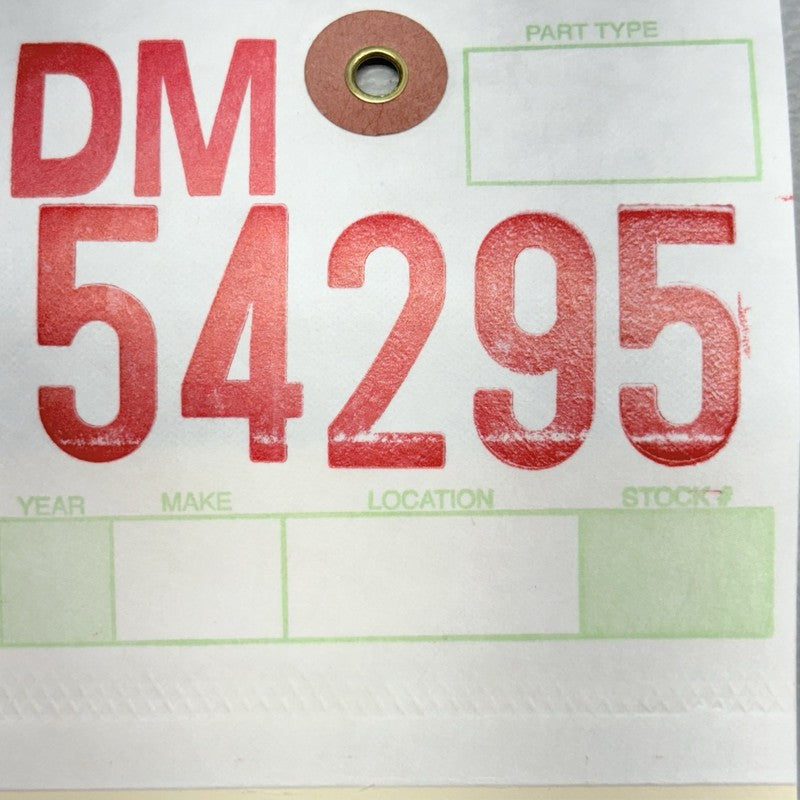 DM
PART TYPE
54295
YEAR MAKE LOCATION STOCK #